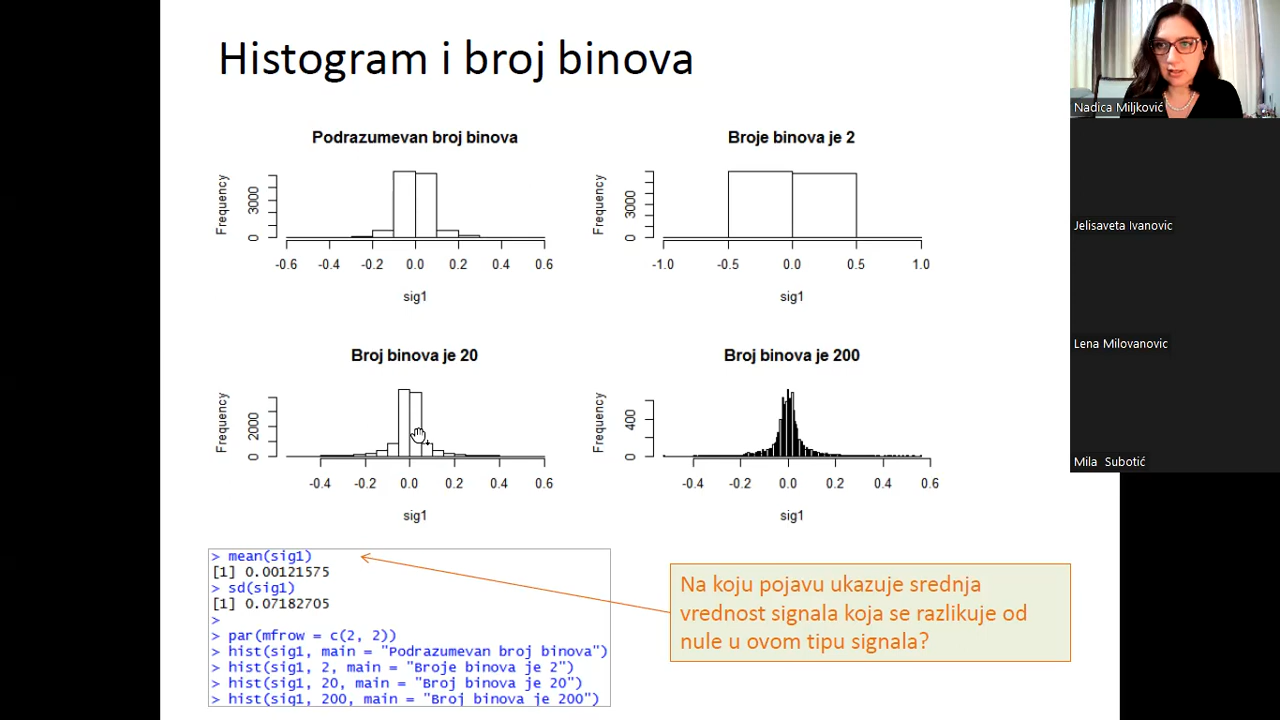 Histogram i broj binova
Podrazumevan broj binova
Frequency
0 3000
-0.6 -0.4 -0.2 0.0 0.2 0.4 0.6
sig1
Broje binova je 2
Frequency
0 3000
-1.0 -0.5 0.0 0.5 1.0
sig1
Broj binova je 20
Frequency
0 2000
-0.4 -0.2 0.0 0.2 0.4 0.6
sig1
Broj binova je 200
Frequency
0 400
-0.4 -0.2 0.0 0.2 0.4 0.6
sig1
> mean(sig1)
[1] 0.00121575
> sd(sig1)
[1] 0.07182705
>
> par(mfrow = c(2, 2))
> hist(sig1, main = "Podrazumevan broj binova")
> hist(sig1, 2, main = "Broje binova je 2")
> hist(sig1, 20, main = "Broj binova je 20")
> hist(sig1, 200, main = "Broj binova je 200")
Na koju pojavu ukazuje srednja
vrednost signala koja se razlikuje od
nule u ovom tipu signala?
Nadica Miljković
Jelisaveta Ivanovic
Lena Milovanovic
Mila Subotić